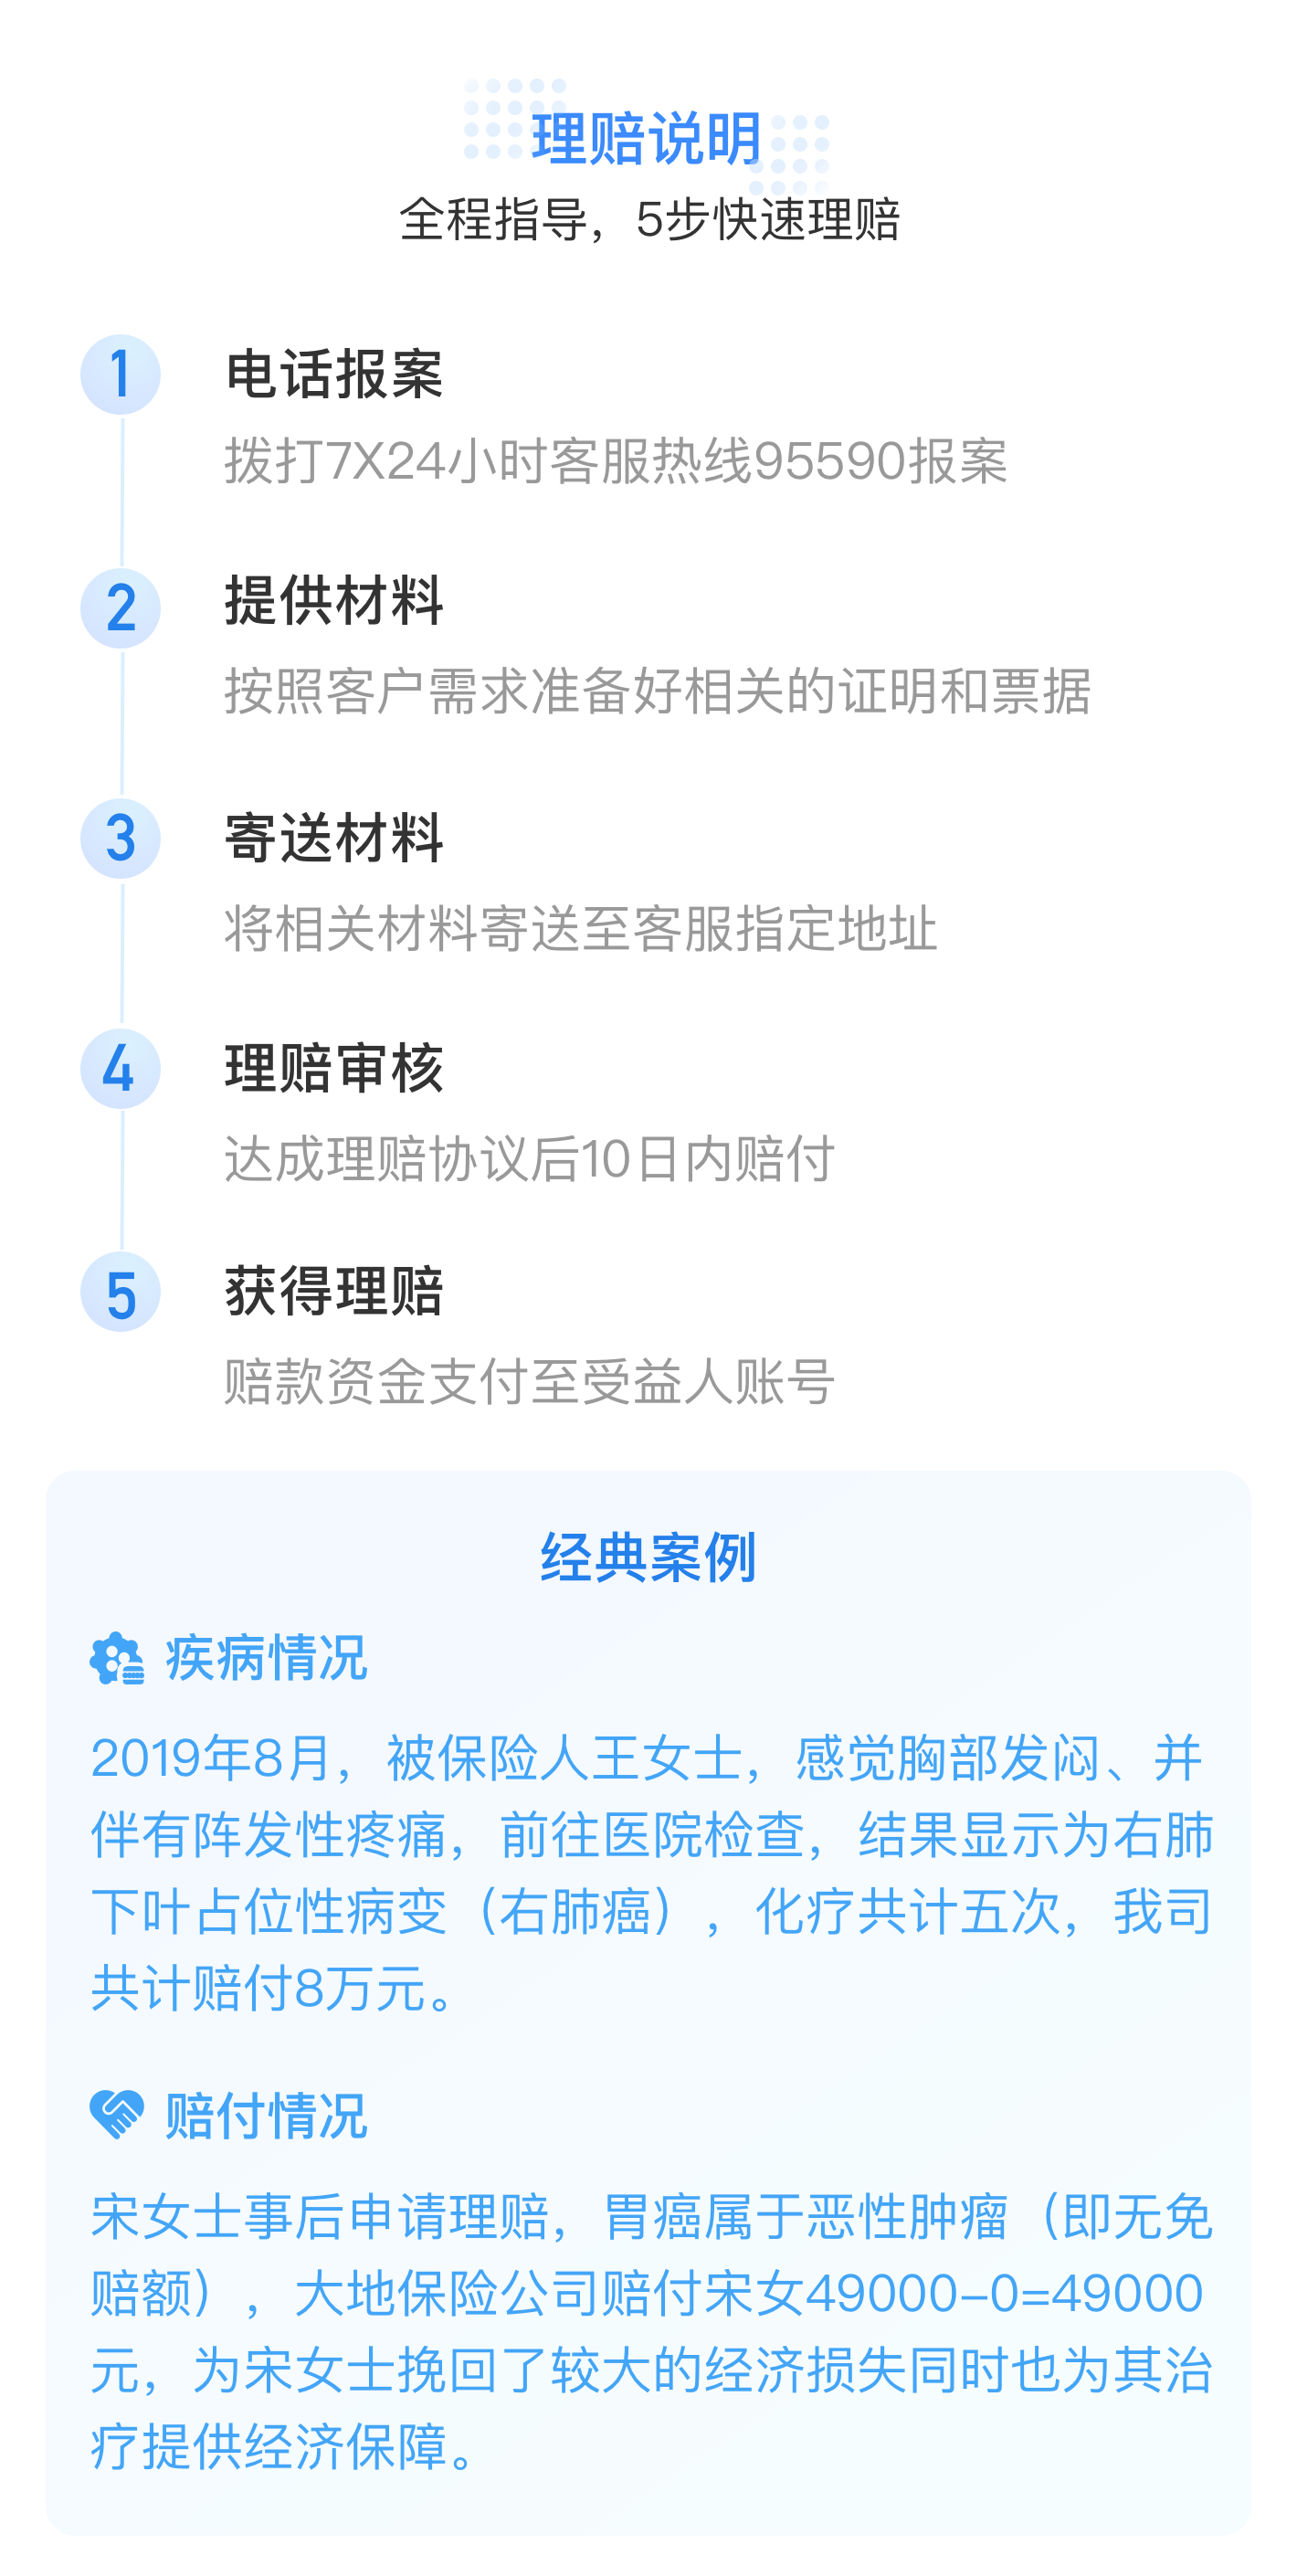 理赔说明
全程指导，5步快速理赔
1
电话报案
拨打7X24小时客服热线95590报案
2
提供材料
按照客户需求准备好相关的证明和票据
3
寄送材料
将相关材料寄送至客服指定地址
4
理赔审核
达成理赔协议后10日内赔付
5
获得理赔
赔款资金支付至受益人账号
经典案例
疾病情况
2019年8月，被保险人王女士，感觉胸部发闷、并
伴有阵发性疼痛，前往医院检查，结果显示为右肺
下叶占位性病变（右肺癌），化疗共计五次，我司
共计赔付8万元。
赔付情况
宋女士事后申请理赔，胃癌属于恶性肿瘤（即无免
赔额），大地保险公司赔付宋女49000-0=49000
元，为宋女士挽回了较大的经济损失同时也为其治
疗提供经济保障。